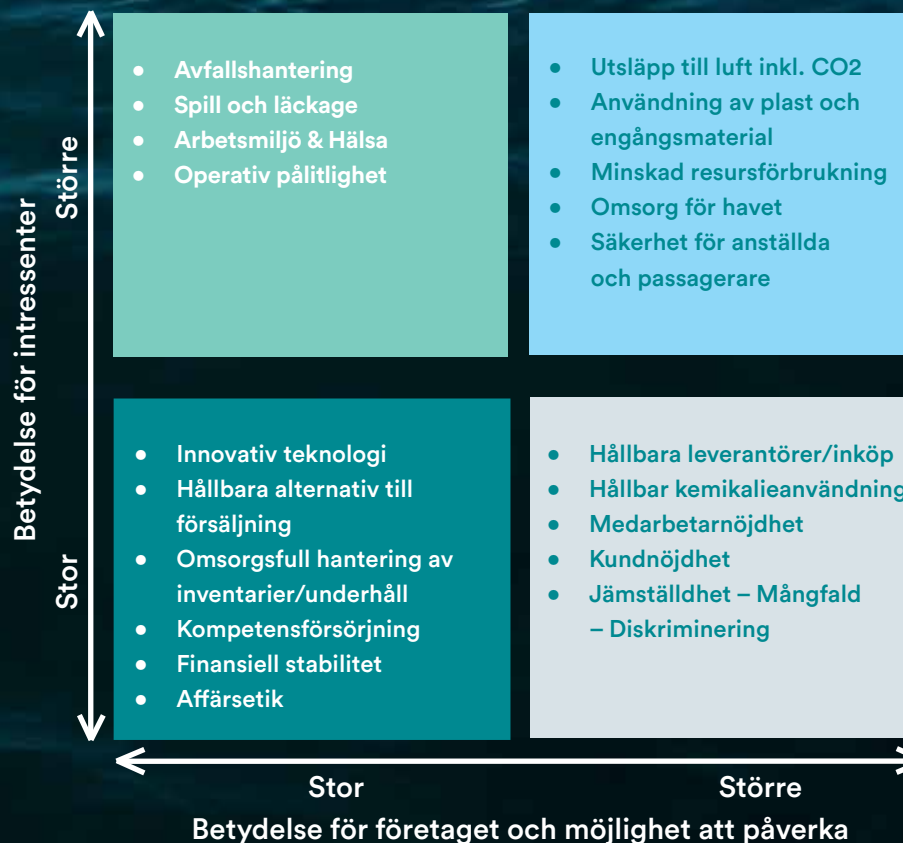 Betydelse för intressenter
Större
Stor
● Avfallshantering
● Spill och läckage
● Arbetsmiljö & Hälsa
● Operativ pålitlighet
● Utsläpp till luft inkl. CO2
● Användning av plast och
engångsmaterial
● Minskad resursförbrukning
● Omsorg för havet
● Säkerhet för anställda
och passagerare
● Innovativ teknologi
● Hållbara alternativ till
försäljning
● Omsorgsfull hantering av
inventarier/underhåll
● Kompetensförsörjning
● Finansiell stabilitet
● Affärsetik
● Hållbara leverantörer/inköp
● Hållbar kemikalieanvändning
● Medarbetarnöjdhet
● Kundnöjdhet
● Jämställdhet – Mångfald
– Diskriminering
Stor
Större
Betydelse för företaget och möjlighet att påverka